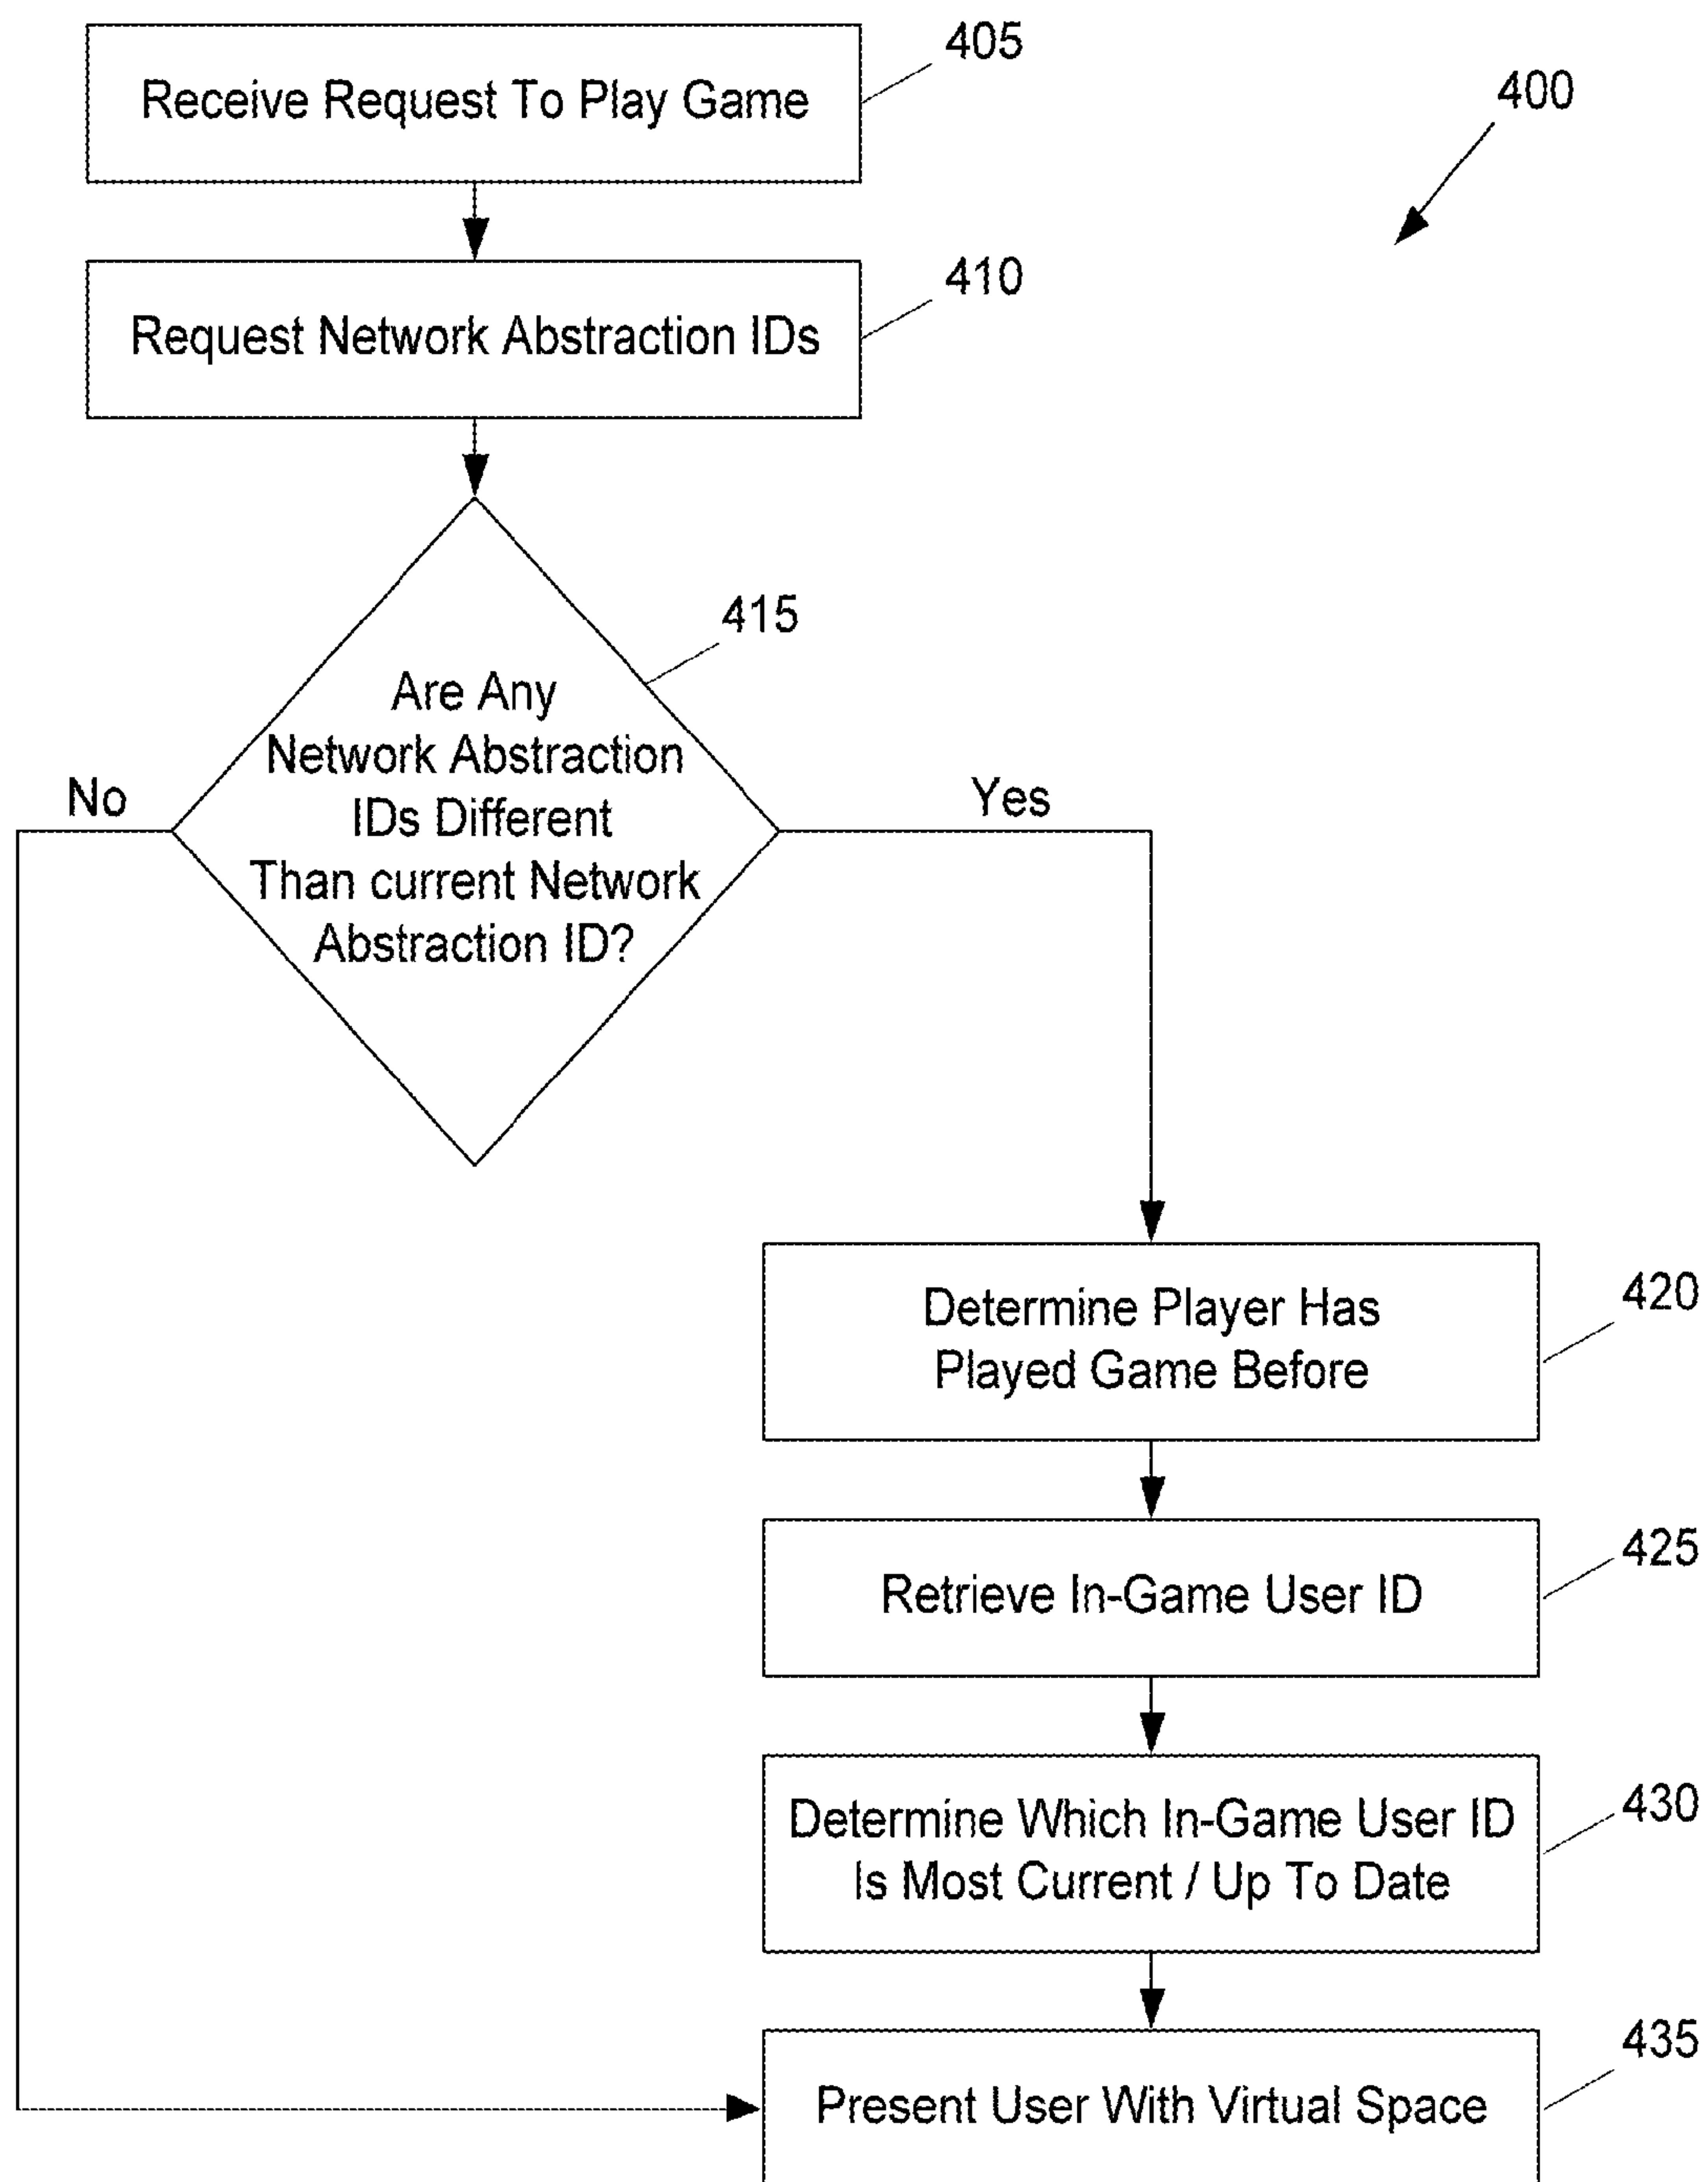 405
Receive Request To Play Game
400
410
Request Network Abstraction IDs
415
Are Any
Network Abstraction
IDs Different
Than current Network
Abstraction ID?
No
Yes
420
Determine Player Has
Played Game Before
425
Retrieve In-Game User ID
430
Determine Which In-Game User ID
Is Most Current / Up To Date
435
Present User With Virtual Space